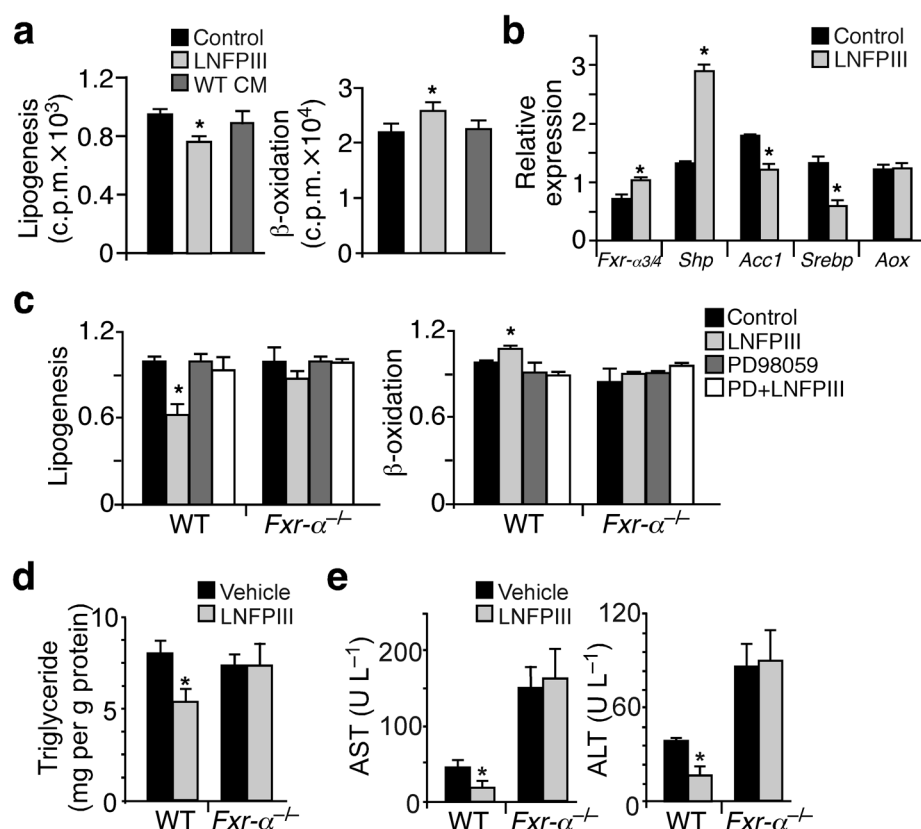 a
Control
LNFPIII
WT CM
Lipogenesis
(c.p.m. × 10³)
1.2
0.8
0.4
0
*
β-oxidation
(c.p.m. × 10⁴)
3
2
1
0
*
b
Control
LNFPIII
Relative
expression
3
2
1
0
* * * *
Fxr-α3/4 Shp Acc1 Srebp Aox
c
Lipogenesis
1.2
0.6
0
*
WT Fxr-α⁻/⁻
β-oxidation
1.2
0.6
0
*
WT Fxr-α⁻/⁻
Control
LNFPIII
PD98059
PD+LNFPIII
d
Vehicle
LNFPIII
Triglyceride
(mg per g protein)
10
5
0
*
WT Fxr-α⁻/⁻
e
Vehicle
LNFPIII
AST (U L⁻¹)
200
100
0
*
WT Fxr-α⁻/⁻
ALT (U L⁻¹)
120
60
0
*
WT Fxr-α⁻/⁻